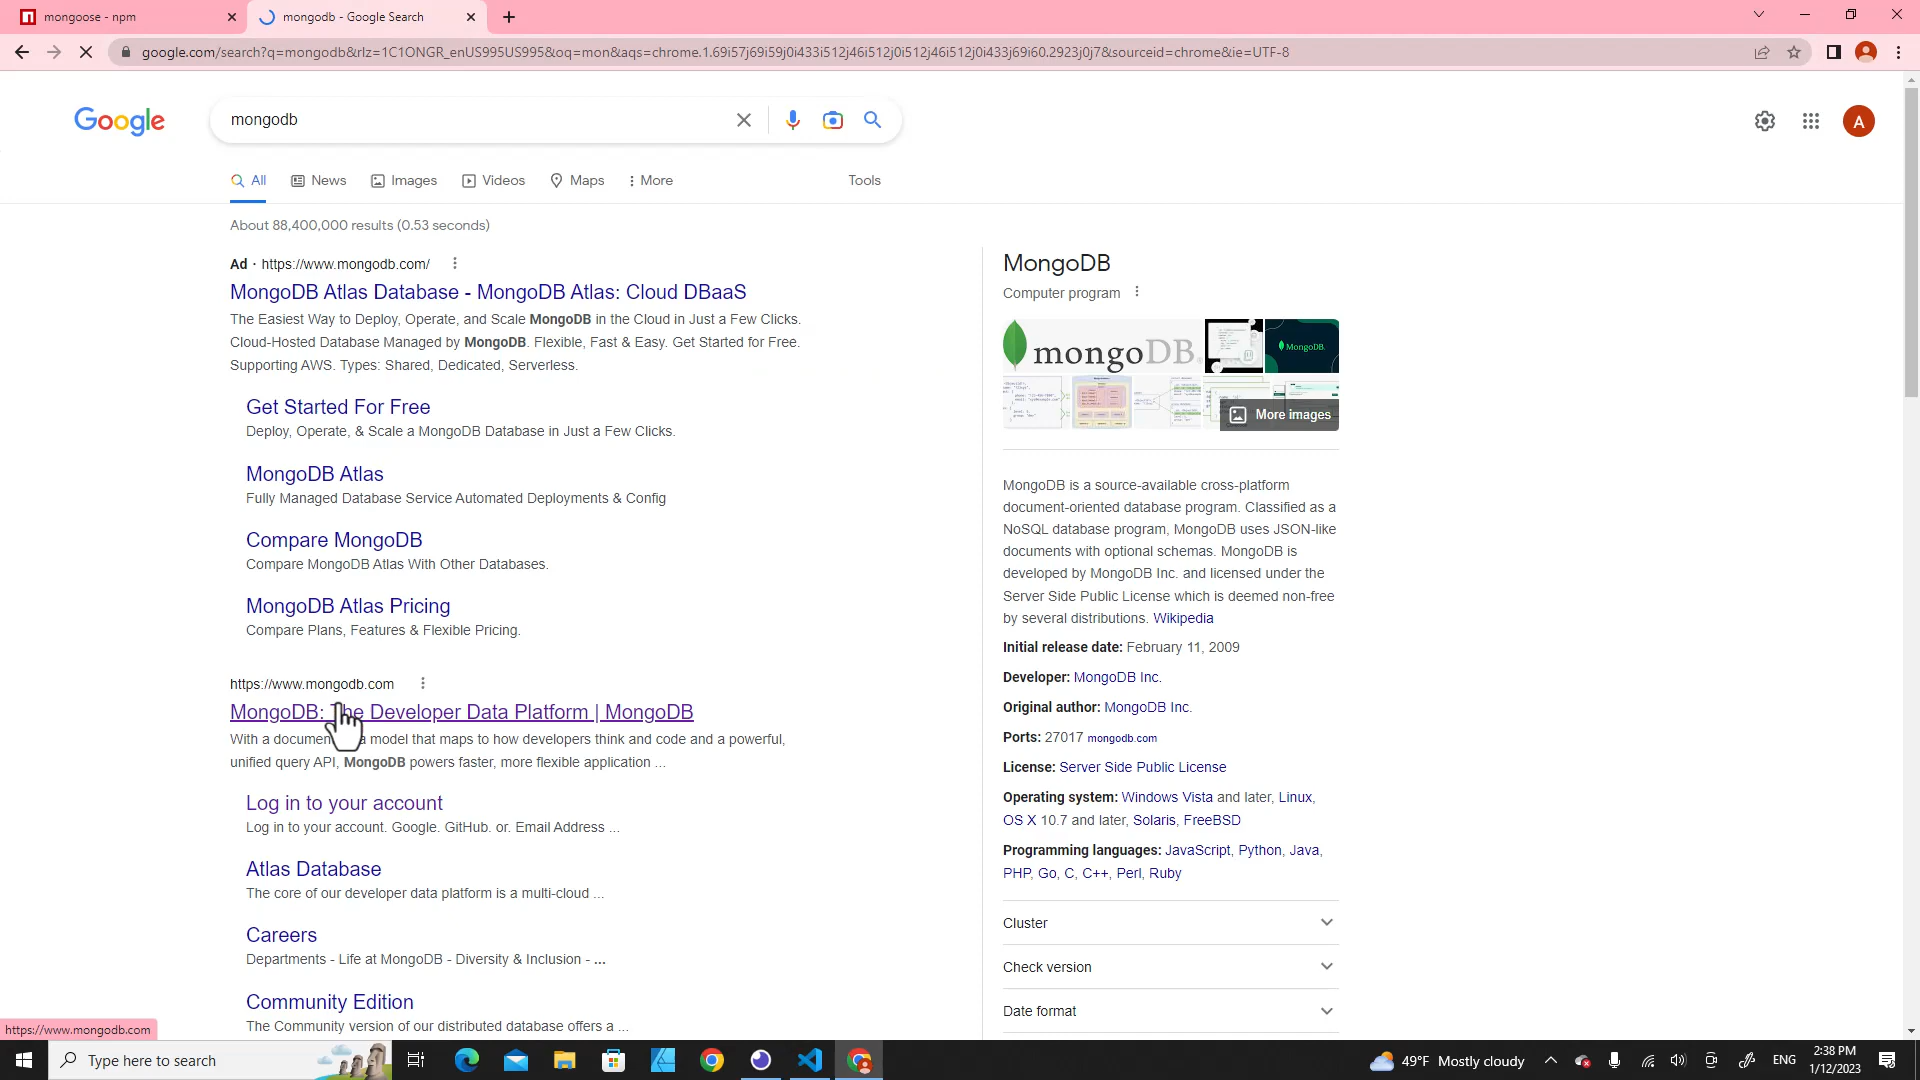 mongoose - npm
mongodb - Google Search
google.com/search?q=mongodb&rlz=1C1ONGR_enUS995US995&oq=mon&aqs=chrome.1.69i57j69i59j0i433i512j46i512j0i512j46i512j0i433j69i60.2923j0j7&sourceid=chrome&ie=UTF-8
Google
mongodb
A
All
News
Images
Videos
Maps
More
Tools
About 88,400,000 results (0.53 seconds)
Ad · https://www.mongodb.com/
MongoDB Atlas Database - MongoDB Atlas: Cloud DBaaS
The Easiest Way to Deploy, Operate, and Scale MongoDB in the Cloud in Just a Few Clicks.
Cloud-Hosted Database Managed by MongoDB. Flexible, Fast & Easy. Get Started for Free.
Supporting AWS. Types: Shared, Dedicated, Serverless.
Get Started For Free
Deploy, Operate, & Scale a MongoDB Database in Just a Few Clicks.
MongoDB Atlas
Fully Managed Database Service Automated Deployments & Config
Compare MongoDB
Compare MongoDB Atlas With Other Databases.
MongoDB Atlas Pricing
Compare Plans, Features & Flexible Pricing.
https://www.mongodb.com
MongoDB: The Developer Data Platform | MongoDB
With a document model that maps to how developers think and code and a powerful,
unified query API, MongoDB powers faster, more flexible application ...
Log in to your account
Log in to your account. Google. GitHub. or. Email Address ...
Atlas Database
The core of our developer data platform is a multi-cloud ...
Careers
Departments - Life at MongoDB - Diversity & Inclusion - ...
Community Edition
The Community version of our distributed database offers a ...
MongoDB
Computer program
mongoDB.
MongoDB.
More images
MongoDB is a source-available cross-platform
document-oriented database program. Classified as a
NoSQL database program, MongoDB uses JSON-like
documents with optional schemas. MongoDB is
developed by MongoDB Inc. and licensed under the
Server Side Public License which is deemed non-free
by several distributions. Wikipedia
Initial release date: February 11, 2009
Developer: MongoDB Inc.
Original author: MongoDB Inc.
Ports: 27017 mongodb.com
License: Server Side Public License
Operating system: Windows Vista and later, Linux,
OS X 10.7 and later, Solaris, FreeBSD
Programming languages: JavaScript, Python, Java,
PHP, Go, C, C++, Perl, Ruby
Cluster
Check version
Date format
https://www.mongodb.com
Type here to search
49°F Mostly cloudy
ENG
2:38 PM
1/12/2023